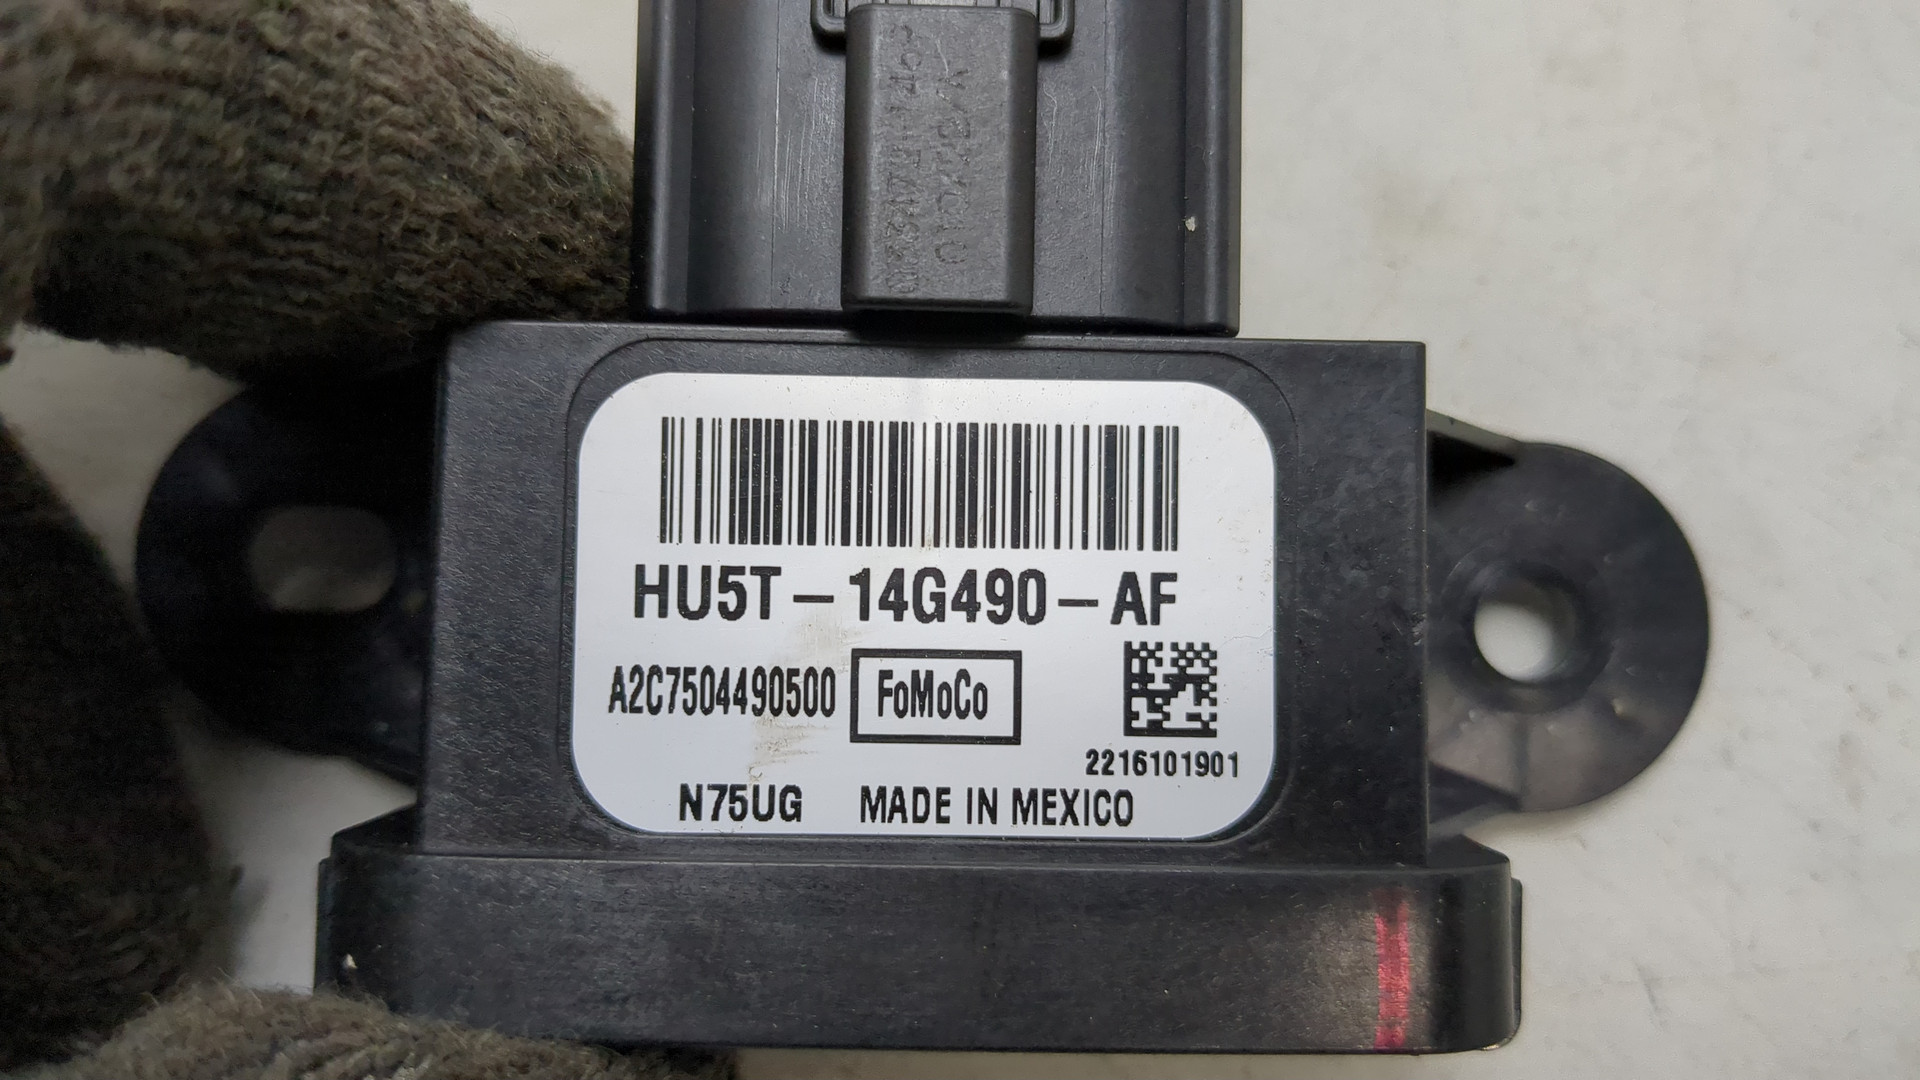 HU5T-14G490-AF
A2C7504490500 FoMoCo
2216101901
N75UG MADE IN MEXICO